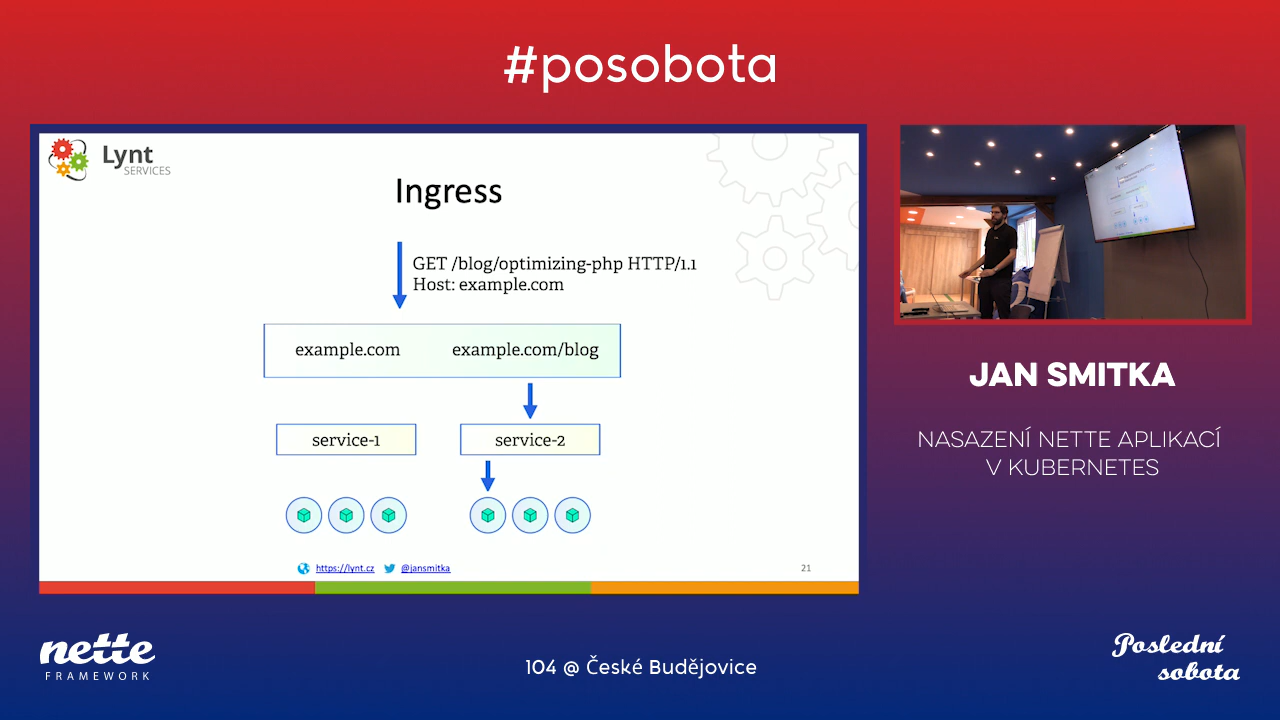 #posobota
Lynt
SERVICES
Ingress
GET /blog/optimizing-php HTTP/1.1
Host: example.com
example.com
example.com/blog
service-1
service-2
https://lynt.cz
@jansmitka
21
JAN SMITKA
NASAZENÍ NETTE APLIKACÍ
V KUBERNETES
nette
FRAMEWORK
104 @ České Budějovice
Poslední
sobota